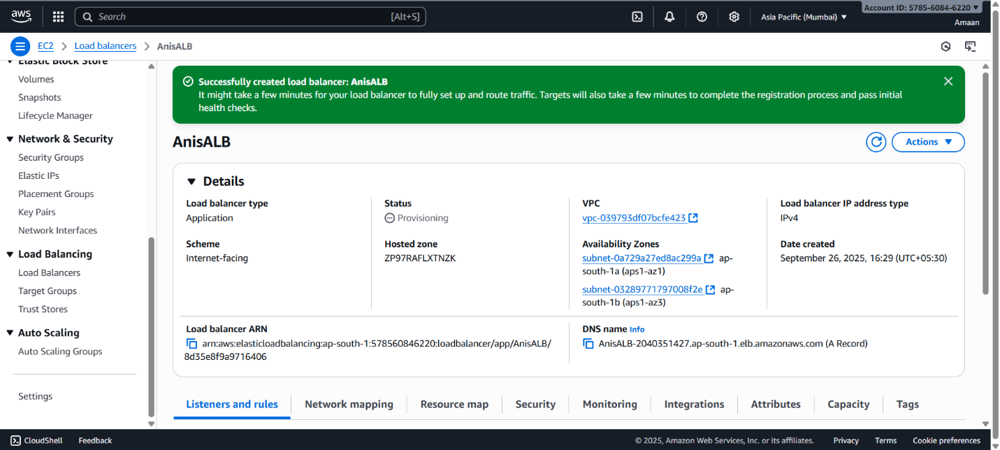 aws
Search [Alt+S]
Asia Pacific (Mumbai)
Account ID: 5785-6084-6220
Amaan
EC2 > Load balancers > AnisALB
Elastic Block Store
Volumes
Snapshots
Lifecycle Manager
Network & Security
Security Groups
Elastic IPs
Placement Groups
Key Pairs
Network Interfaces
Load Balancing
Load Balancers
Target Groups
Trust Stores
Auto Scaling
Auto Scaling Groups
Settings
Successfully created load balancer: AnisALB
It might take a few minutes for your load balancer to fully set up and route traffic. Targets will also take a few minutes to complete the registration process and pass initial
health checks.
AnisALB
Actions
Details
Load balancer type
Application
Status
Provisioning
VPC
vpc-039793df07bcfe423
Load balancer IP address type
IPv4
Scheme
Internet-facing
Hosted zone
ZP97RAFLXTNZK
Availability Zones
subnet-0a729a27ed8ac299a ap-
south-1a (aps1-az1)
subnet-03289771797008f2e ap-
south-1b (aps1-az3)
Date created
September 26, 2025, 16:29 (UTC+05:30)
Load balancer ARN
arn:aws:elasticloadbalancing:ap-south-1:578560846220:loadbalancer/app/AnisALB/
8d35e8f9a9716406
DNS name Info
AnisALB-2040351427.ap-south-1.elb.amazonaws.com (A Record)
Listeners and rules
Network mapping
Resource map
Security
Monitoring
Integrations
Attributes
Capacity
Tags
CloudShell
Feedback
© 2025, Amazon Web Services, Inc. or its affiliates.
Privacy
Terms
Cookie preferences